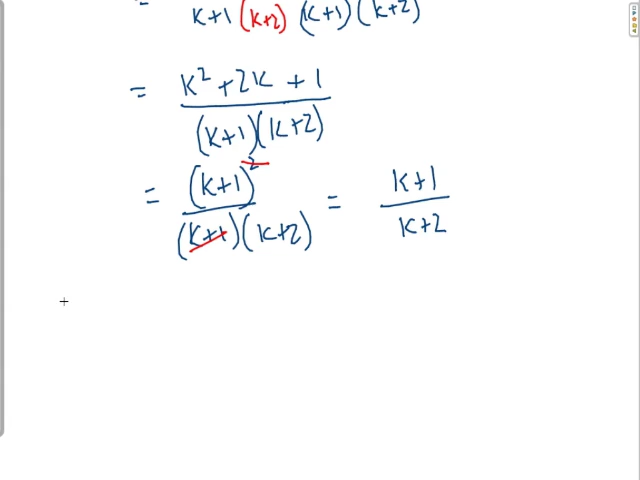 = k+1 (k+2) (k+1)(k+2)
= k² + 2k + 1
(k+1)(k+2)
= (k+1)² = k+1
(k+1)(k+2) k+2